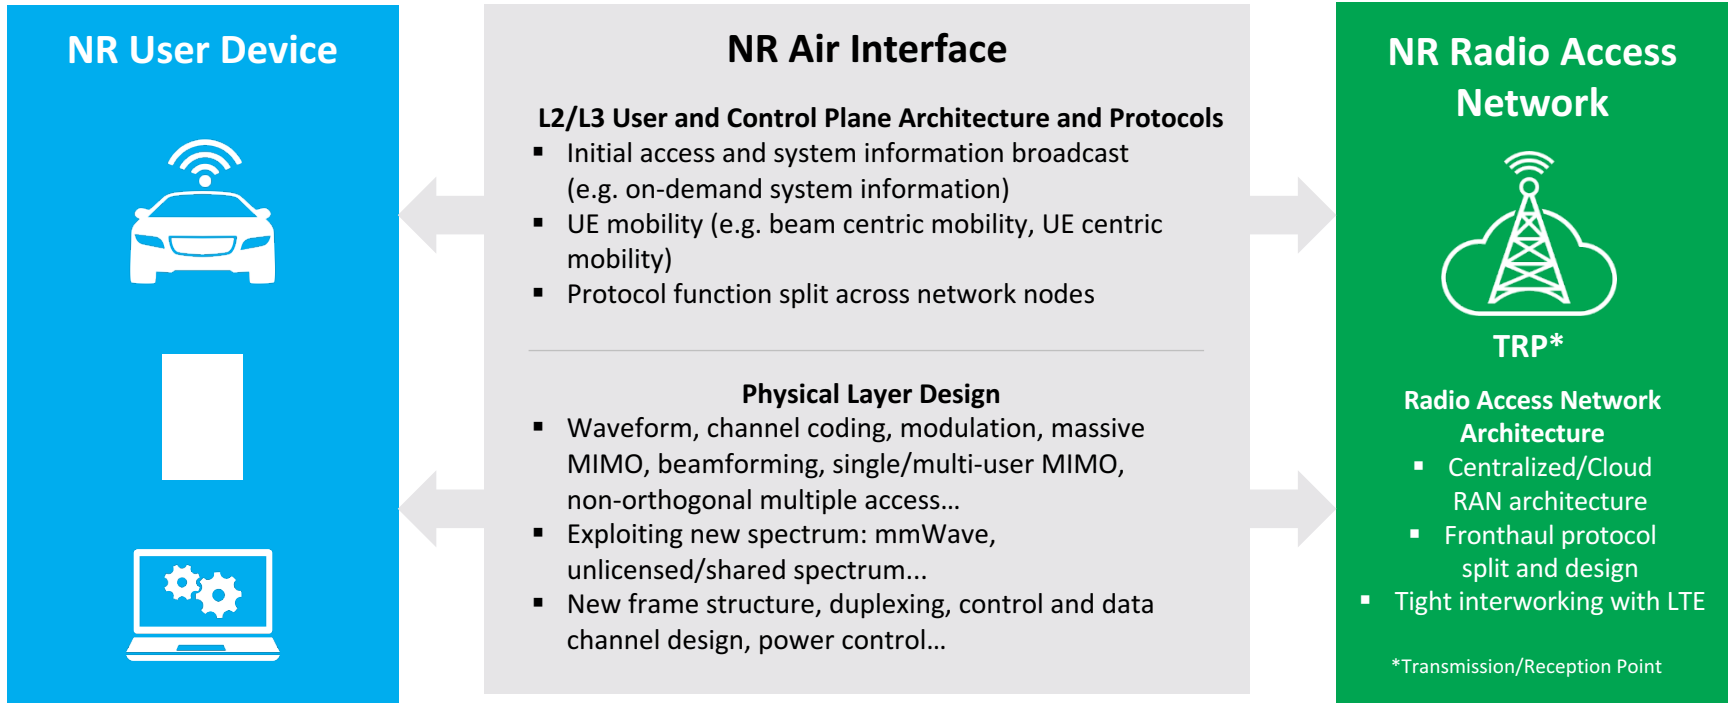 NR User Device
NR Air Interface
L2/L3 User and Control Plane Architecture and Protocols
▪ Initial access and system information broadcast
(e.g. on-demand system information)
▪ UE mobility (e.g. beam centric mobility, UE centric
mobility)
▪ Protocol function split across network nodes
Physical Layer Design
▪ Waveform, channel coding, modulation, massive
MIMO, beamforming, single/multi-user MIMO,
non-orthogonal multiple access…
▪ Exploiting new spectrum: mmWave,
unlicensed/shared spectrum...
▪ New frame structure, duplexing, control and data
channel design, power control…
NR Radio Access
Network
TRP*
Radio Access Network
Architecture
▪ Centralized/Cloud
RAN architecture
▪ Fronthaul protocol
split and design
▪ Tight interworking with LTE
*Transmission/Reception Point